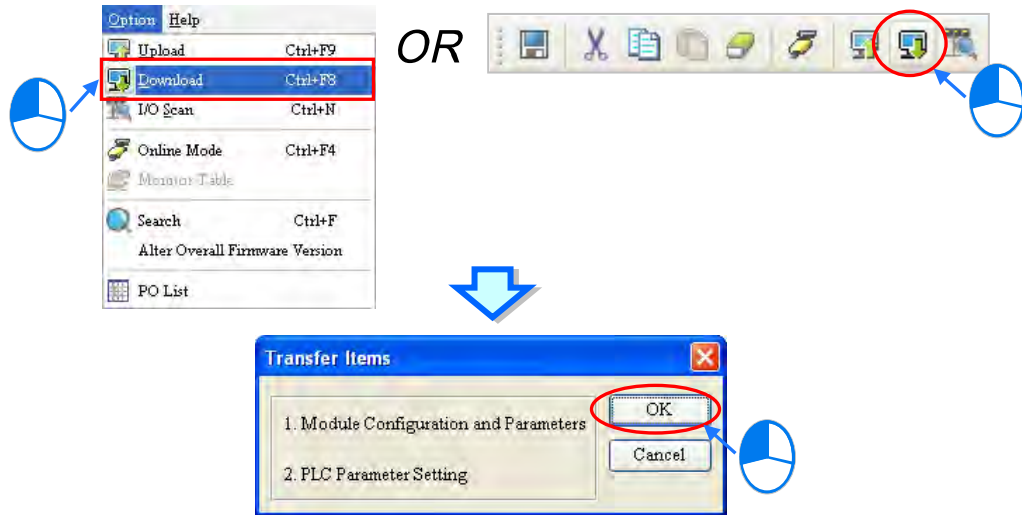 Option Help
Upload Ctrl+F9
Download Ctrl+F8
I/O Scan Ctrl+N
Online Mode Ctrl+F4
Monitor Table
Search Ctrl+F
Alter Overall Firmware Version
PO List
OR
Transfer Items
1. Module Configuration and Parameters
OK
Cancel
2. PLC Parameter Setting